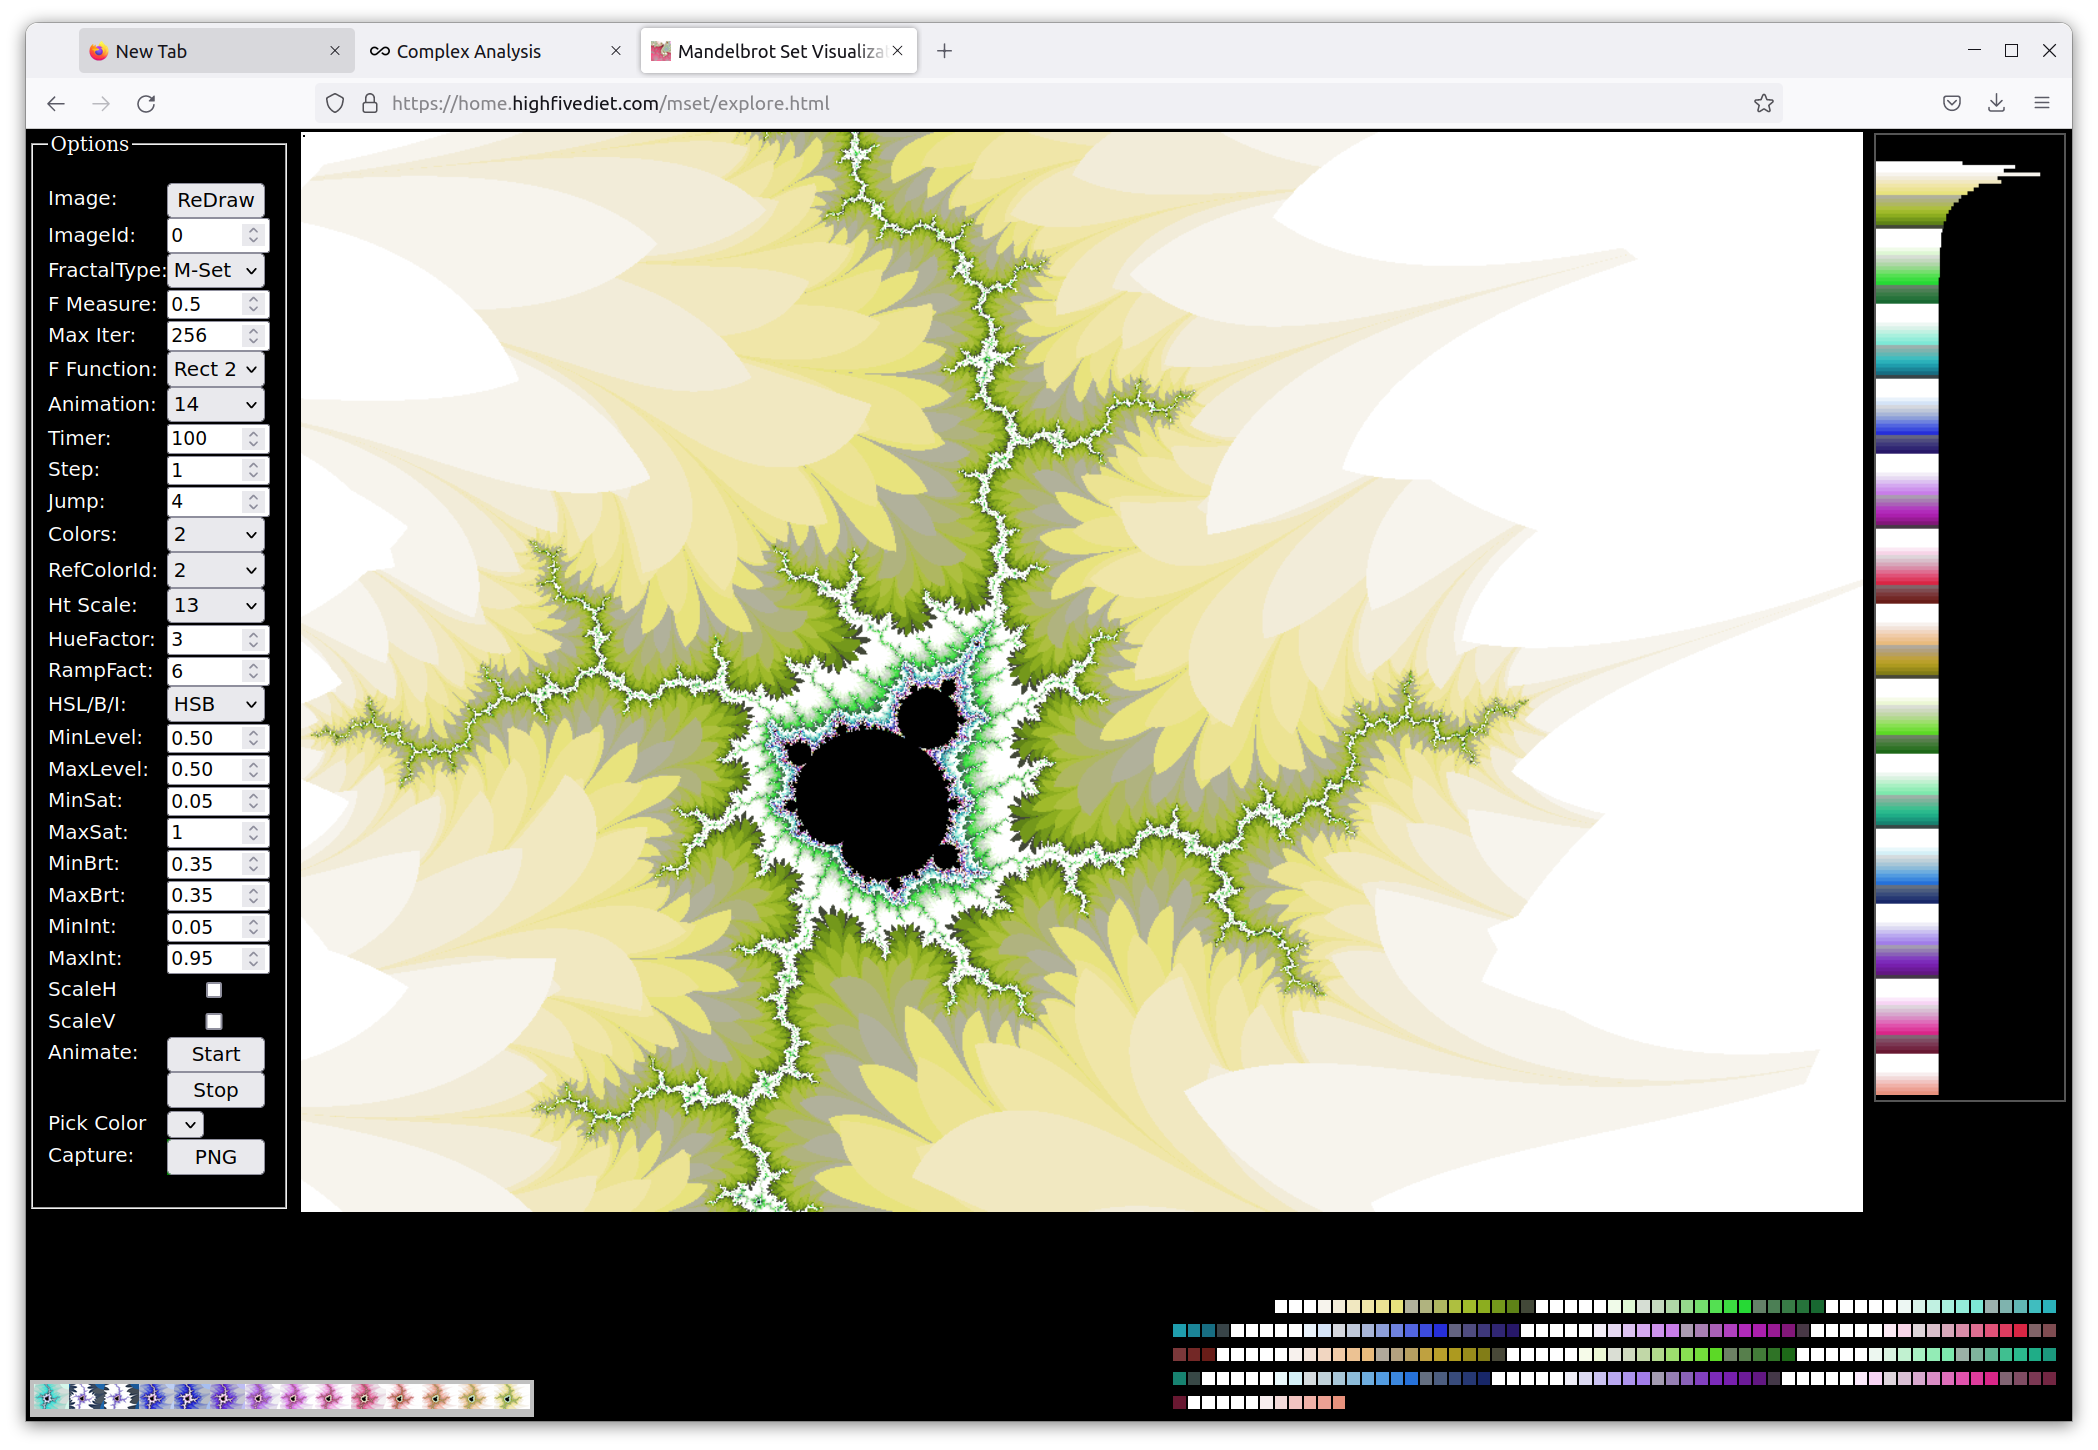 New Tab
Complex Analysis
Mandelbrot Set Visualiza
https://home.highfivediet.com/mset/explore.html
Options
Image: ReDraw
ImageId: 0
FractalType: M-Set
F Measure: 0.5
Max Iter: 256
F Function: Rect 2
Animation: 14
Timer: 100
Step: 1
Jump: 4
Colors: 2
RefColorId: 2
Ht Scale: 13
HueFactor: 3
RampFact: 6
HSL/B/I: HSB
MinLevel: 0.50
MaxLevel: 0.50
MinSat: 0.05
MaxSat: 1
MinBrt: 0.35
MaxBrt: 0.35
MinInt: 0.05
MaxInt: 0.95
ScaleH
ScaleV
Animate: Start
Stop
Pick Color
Capture: PNG